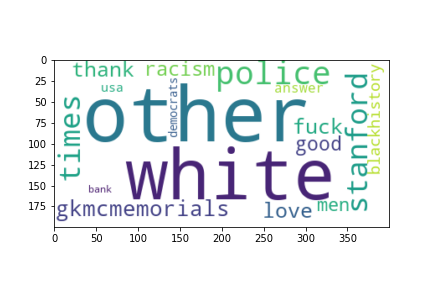 0
25
50
75
100
125
150
175
thank
racism
police
usa
democrats
answer
blackhistory
other
times
fuck
stanford
good
white
bank
gkmcmemorials
love
men
0 50 100 150 200 250 300 350